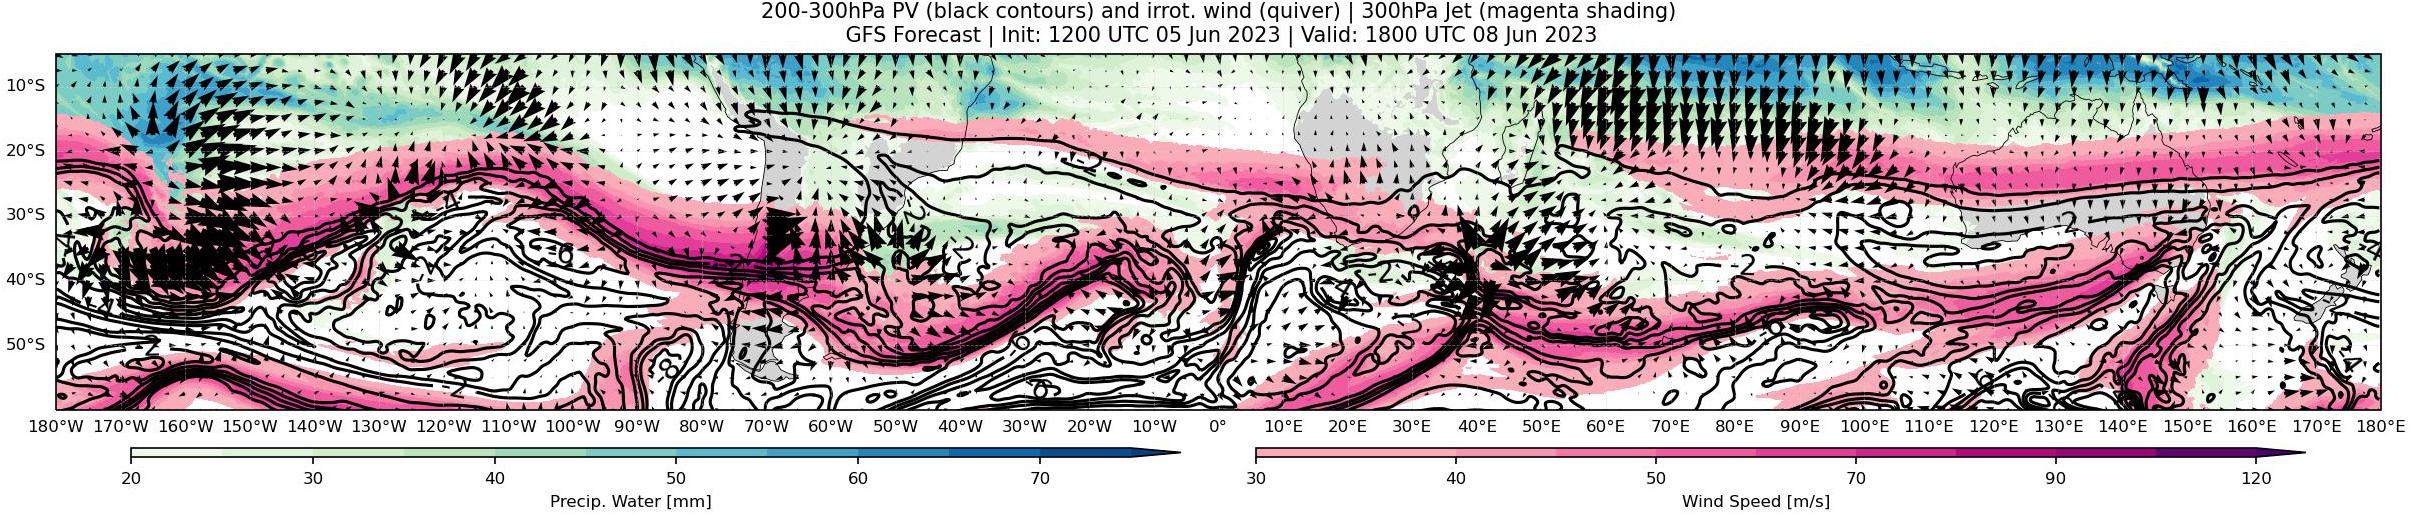 200-300hPa PV (black contours) and irrot. wind (quiver) | 300hPa Jet (magenta shading)
GFS Forecast | Init: 1200 UTC 05 Jun 2023 | Valid: 1800 UTC 08 Jun 2023
10°S
20°S
30°S
40°S
50°S
180°W 170°W 160°W 150°W 140°W 130°W 120°W 110°W 100°W 90°W 80°W 70°W 60°W 50°W 40°W 30°W 20°W 10°W 0° 10°E 20°E 30°E 40°E 50°E 60°E 70°E 80°E 90°E 100°E 110°E 120°E 130°E 140°E 150°E 160°E 170°E 180°E
20 30 40 50 60 70
Precip. Water [mm]
30 40 50 70 90 120
Wind Speed [m/s]